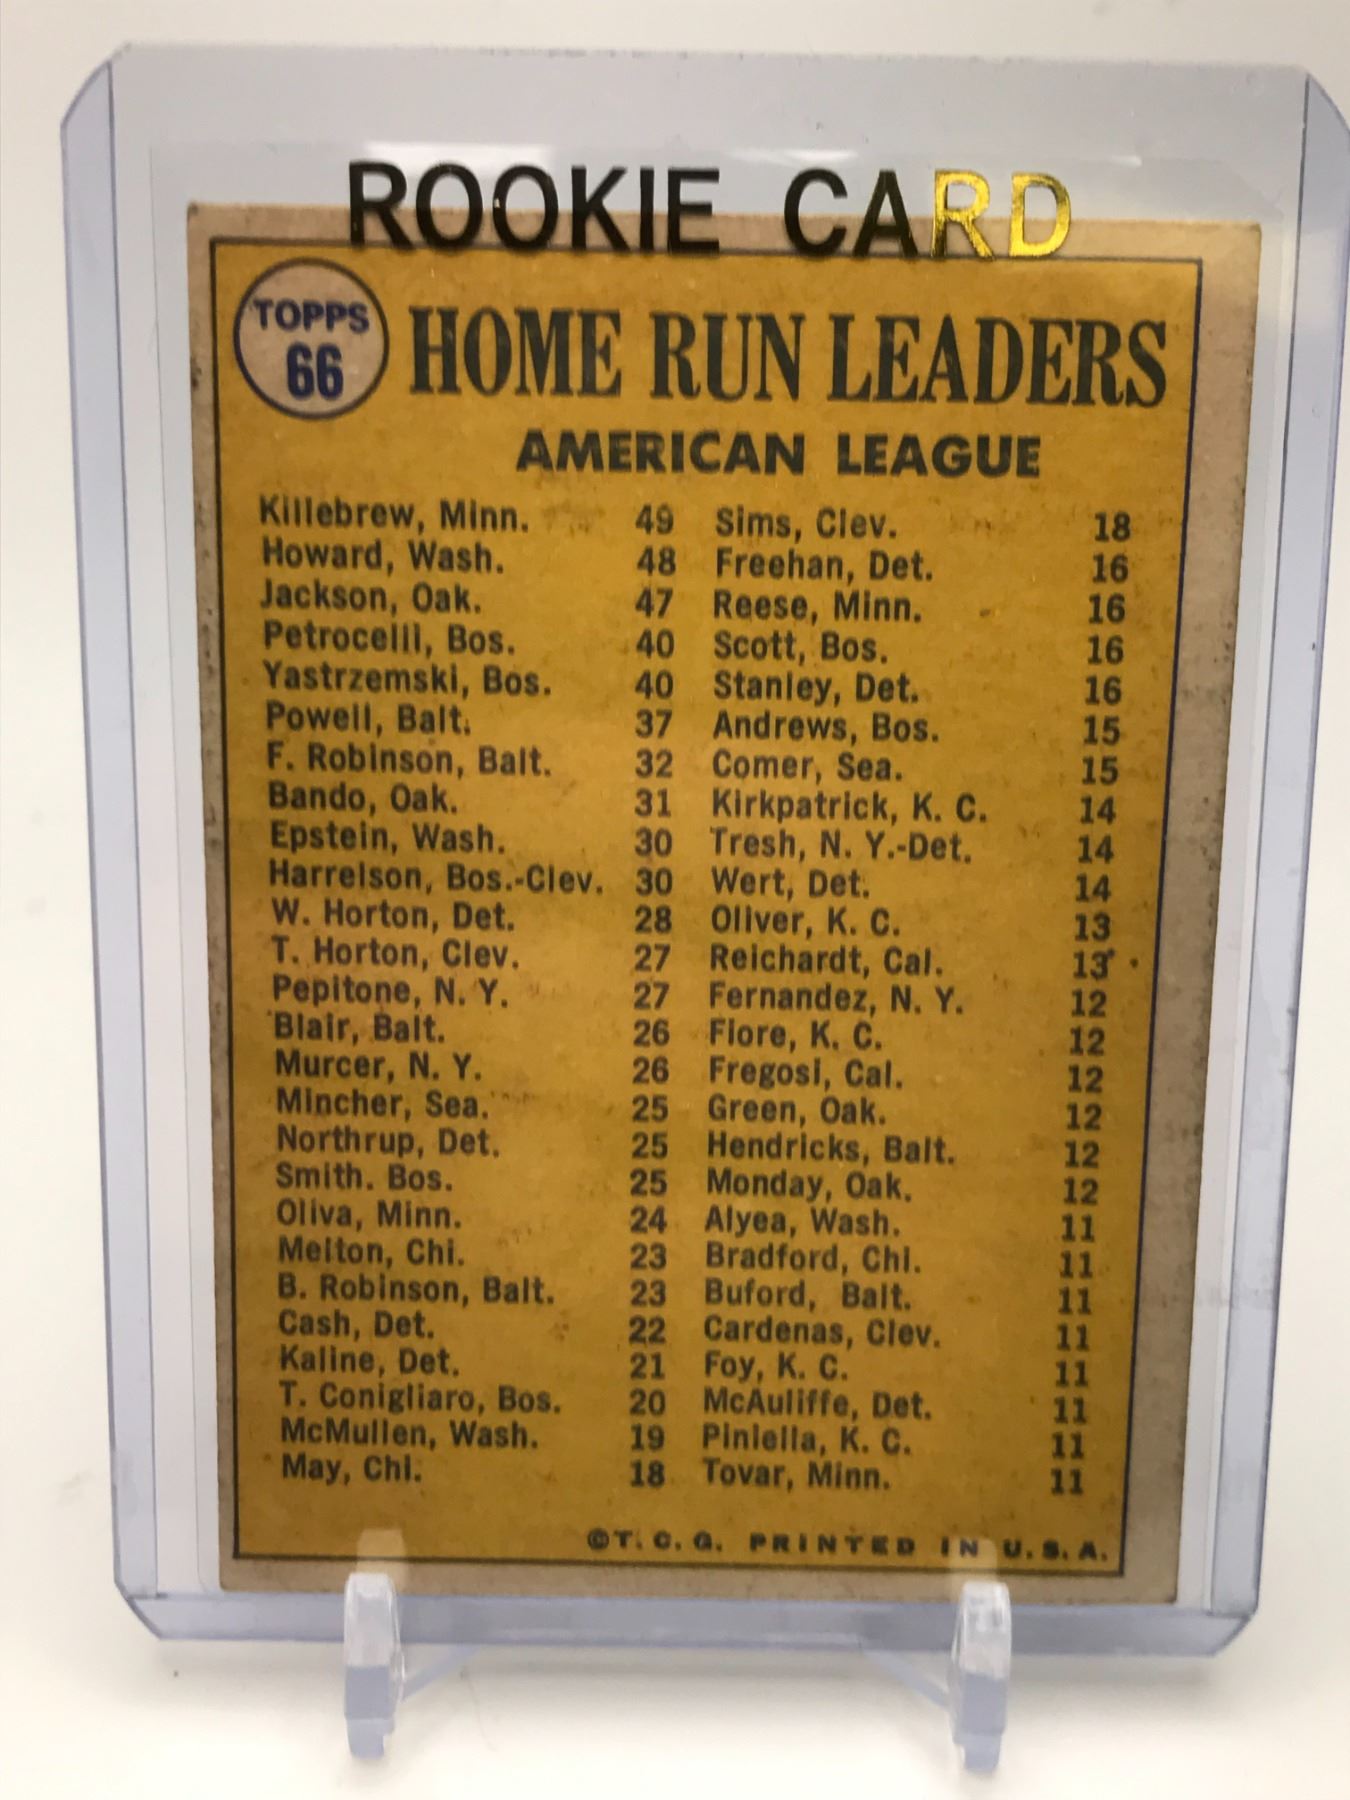 ROOKIE CARD
TOPPS
66
HOME RUN LEADERS
AMERICAN LEAGUE
Killebrew, Minn. 49
Howard, Wash. 48
Jackson, Oak. 47
Petrocelli, Bos. 40
Yastrzemski, Bos. 40
Powell, Balt. 37
F. Robinson, Balt. 32
Bando, Oak. 31
Epstein, Wash. 30
Harrelson, Bos.-Clev. 30
W. Horton, Det. 28
T. Horton, Clev. 27
Pepitone, N. Y. 27
Blair, Balt. 26
Murcer, N. Y. 26
Mincher, Sea. 25
Northrup, Det. 25
Smith. Bos. 25
Oliva, Minn. 24
Melton, Chi. 23
B. Robinson, Balt. 23
Cash, Det. 22
Kaline, Det. 21
T. Conigliaro, Bos. 20
McMullen, Wash. 19
May, Chi. 18
Sims, Clev. 18
Freehan, Det. 16
Reese, Minn. 16
Scott, Bos. 16
Stanley, Det. 16
Andrews, Bos. 15
Comer, Sea. 15
Kirkpatrick, K. C. 14
Tresh, N. Y.-Det. 14
Wert, Det. 14
Oliver, K. C. 13
Reichardt, Cal. 13
Fernandez, N. Y. 12
Fiore, K. C. 12
Fregosi, Cal. 12
Green, Oak. 12
Hendricks, Balt. 12
Monday, Oak. 12
Alyea, Wash. 11
Bradford, Chi. 11
Buford, Balt. 11
Cardenas, Clev. 11
Foy, K. C. 11
McAuliffe, Det. 11
Piniella, K. C. 11
Tovar, Minn. 11
©T. C. G. PRINTED IN U. S. A.